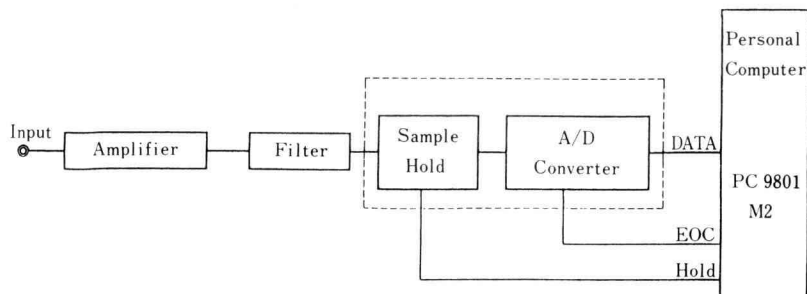 Input
Amplifier
Filter
Sample
Hold
A/D
Converter
DATA
EOC
Hold
Personal
Computer
PC 9801
M2